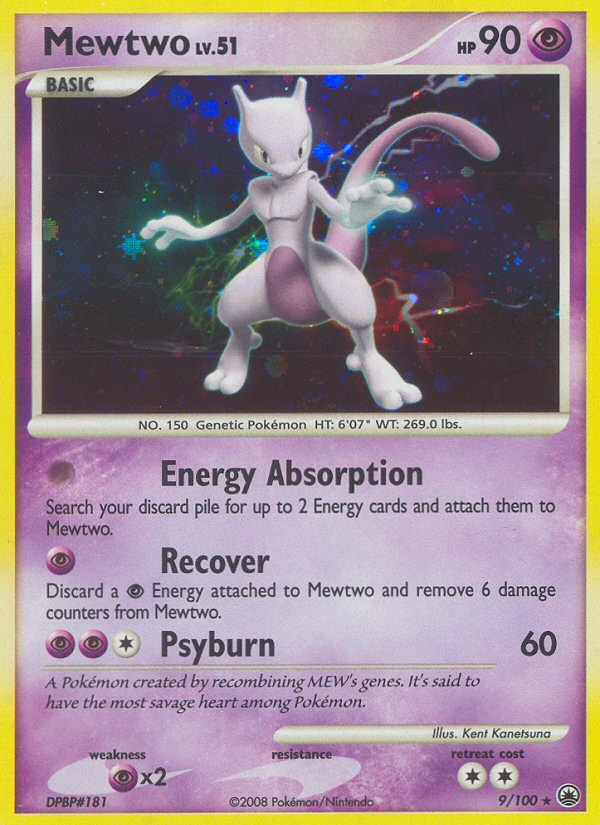 Mewtwo LV.51
HP 90
BASIC
NO. 150 Genetic Pokémon HT: 6'07" WT: 269.0 lbs.
Energy Absorption
Search your discard pile for up to 2 Energy cards and attach them to
Mewtwo.
Recover
Discard a Energy attached to Mewtwo and remove 6 damage
counters from Mewtwo.
Psyburn 60
A Pokémon created by recombining MEW's genes. It's said to
have the most savage heart among Pokémon.
Illus. Kent Kanetsuna
weakness resistance retreat cost
x2
DPBP#181 ©2008 Pokémon/Nintendo 9/100 ★